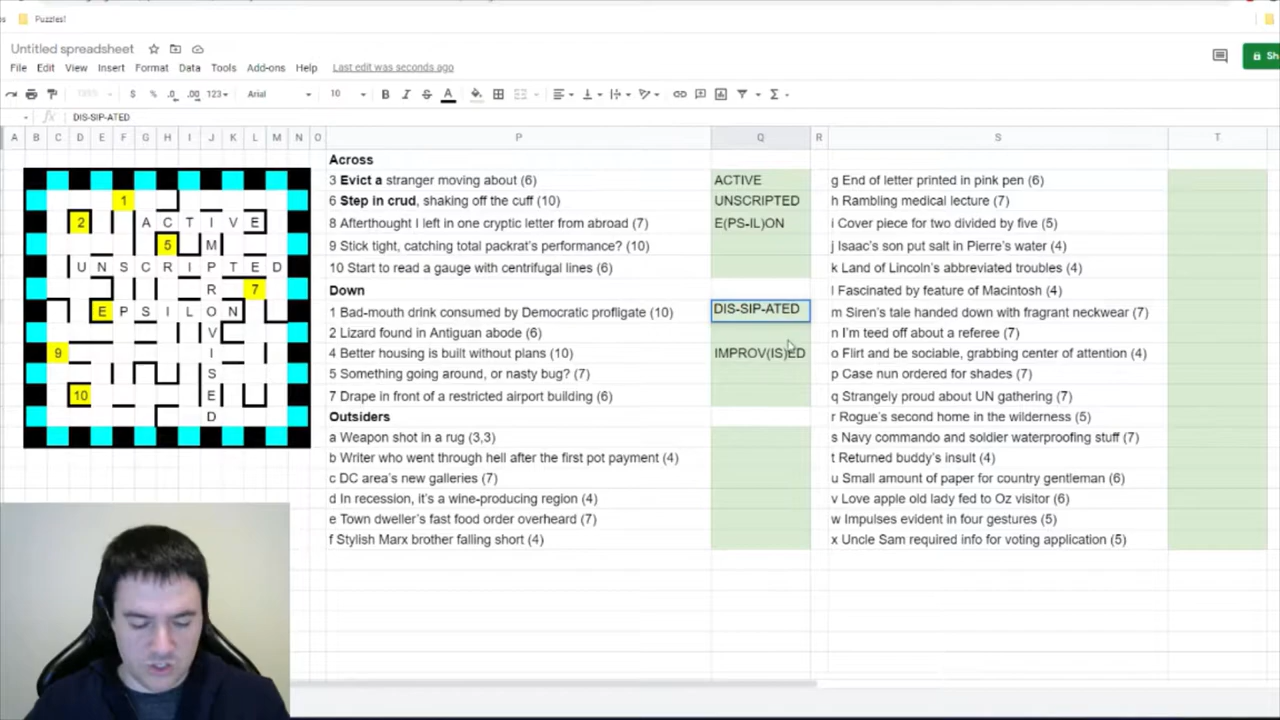 Puzzles!
Untitled spreadsheet
File Edit View Insert Format Data Tools Add-ons Help Last edit was seconds ago
$ % .0 .00 123 Arial 10 B I A
DIS-SIP-ATED
A B C D E F G H I J K L M N O P Q R S T
Across
3 Evict a stranger moving about (6) ACTIVE g End of letter printed in pink pen (6)
1
6 Step in crud, shaking off the cuff (10) UNSCRIPTED h Rambling medical lecture (7)
2 A C T I V E
8 Afterthought I left in one cryptic letter from abroad (7) E(PS-IL)ON i Cover piece for two divided by five (5)
5 M
9 Stick tight, catching total packrat's performance? (10) j Isaac's son put salt in Pierre's water (4)
U N S C R I P T E D
10 Start to read a gauge with centrifugal lines (6) k Land of Lincoln's abbreviated troubles (4)
R 7
Down l Fascinated by feature of Macintosh (4)
E P S I L O N
1 Bad-mouth drink consumed by Democratic profligate (10) DIS-SIP-ATED m Siren's tale handed down with fragrant neckwear (7)
V
2 Lizard found in Antiguan abode (6) n I'm teed off about a referee (7)
9 I
4 Better housing is built without plans (10) IMPROV(IS)ED o Flirt and be sociable, grabbing center of attention (4)
S
5 Something going around, or nasty bug? (7) p Case nun ordered for shades (7)
10 E
7 Drape in front of a restricted airport building (6) q Strangely proud about UN gathering (7)
D
Outsiders r Rogue's second home in the wilderness (5)
a Weapon shot in a rug (3,3) s Navy commando and soldier waterproofing stuff (7)
b Writer who went through hell after the first pot payment (4) t Returned buddy's insult (4)
c DC area's new galleries (7) u Small amount of paper for country gentleman (6)
d In recession, it's a wine-producing region (4) v Love apple old lady fed to Oz visitor (6)
e Town dweller's fast food order overheard (7) w Impulses evident in four gestures (5)
f Stylish Marx brother falling short (4) x Uncle Sam required info for voting application (5)